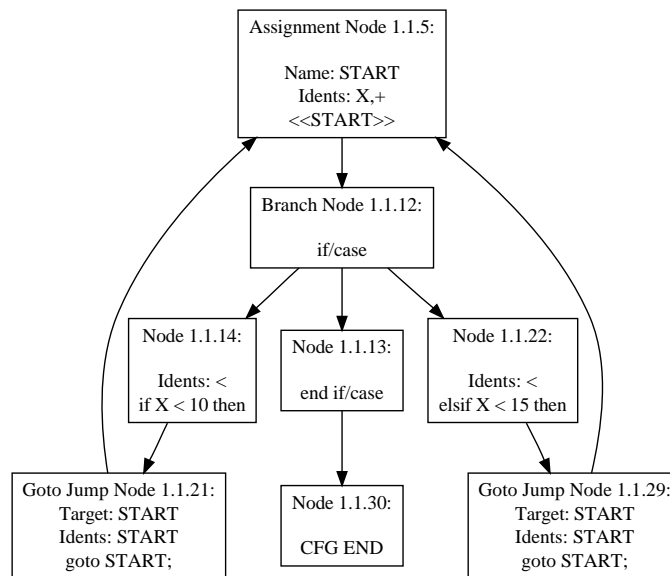 Assignment Node 1.1.5:
Name: START
Idents: X,+
<<START>>
Branch Node 1.1.12:
if/case
Node 1.1.14:
Idents: <
if X < 10 then
Node 1.1.13:
end if/case
Node 1.1.22:
Idents: <
elsif X < 15 then
Goto Jump Node 1.1.21:
Target: START
Idents: START
goto START;
Node 1.1.30:
CFG END
Goto Jump Node 1.1.29:
Target: START
Idents: START
goto START;